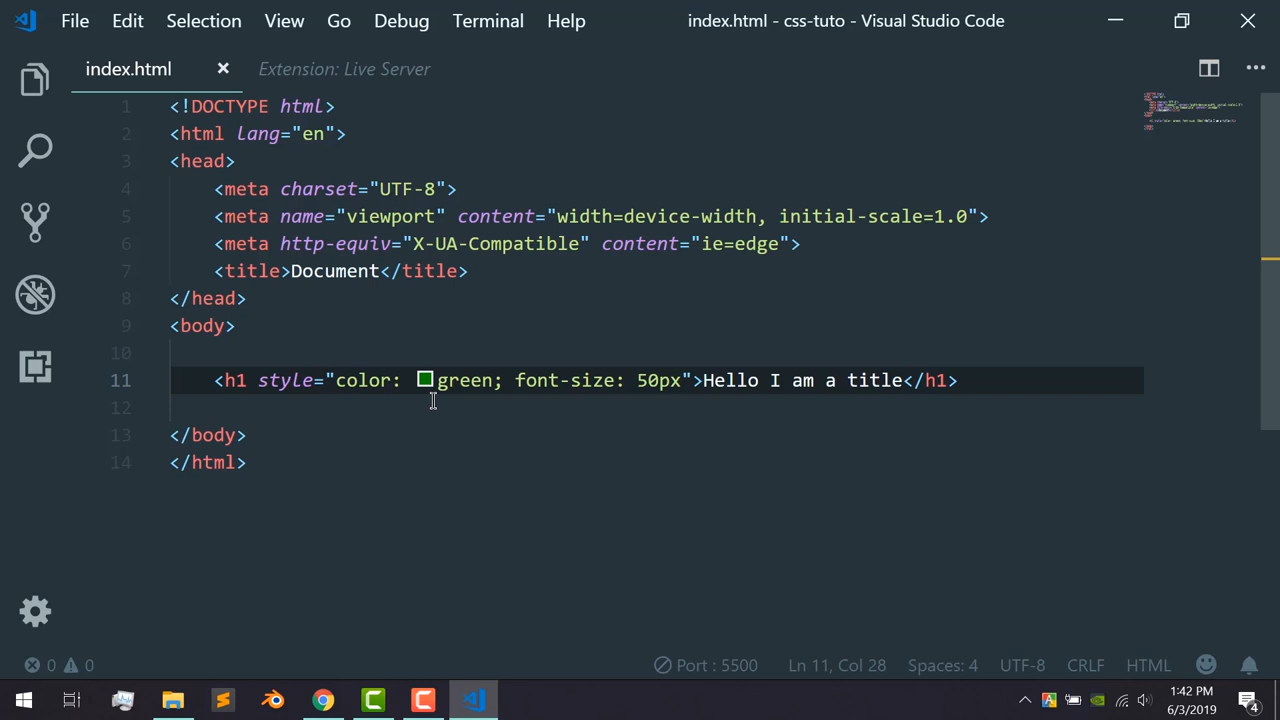 File Edit Selection View Go Debug Terminal Help index.html - css-tuto - Visual Studio Code
index.html Extension: Live Server
1 <!DOCTYPE html>
2 <html lang="en">
3 <head>
4 <meta charset="UTF-8">
5 <meta name="viewport" content="width=device-width, initial-scale=1.0">
6 <meta http-equiv="X-UA-Compatible" content="ie=edge">
7 <title>Document</title>
8 </head>
9 <body>
10
11 <h1 style="color: green; font-size: 50px">Hello I am a title</h1>
12
13 </body>
14 </html>
0 0 Port : 5500 Ln 11, Col 28 Spaces: 4 UTF-8 CRLF HTML
1:42 PM
6/3/2019
4